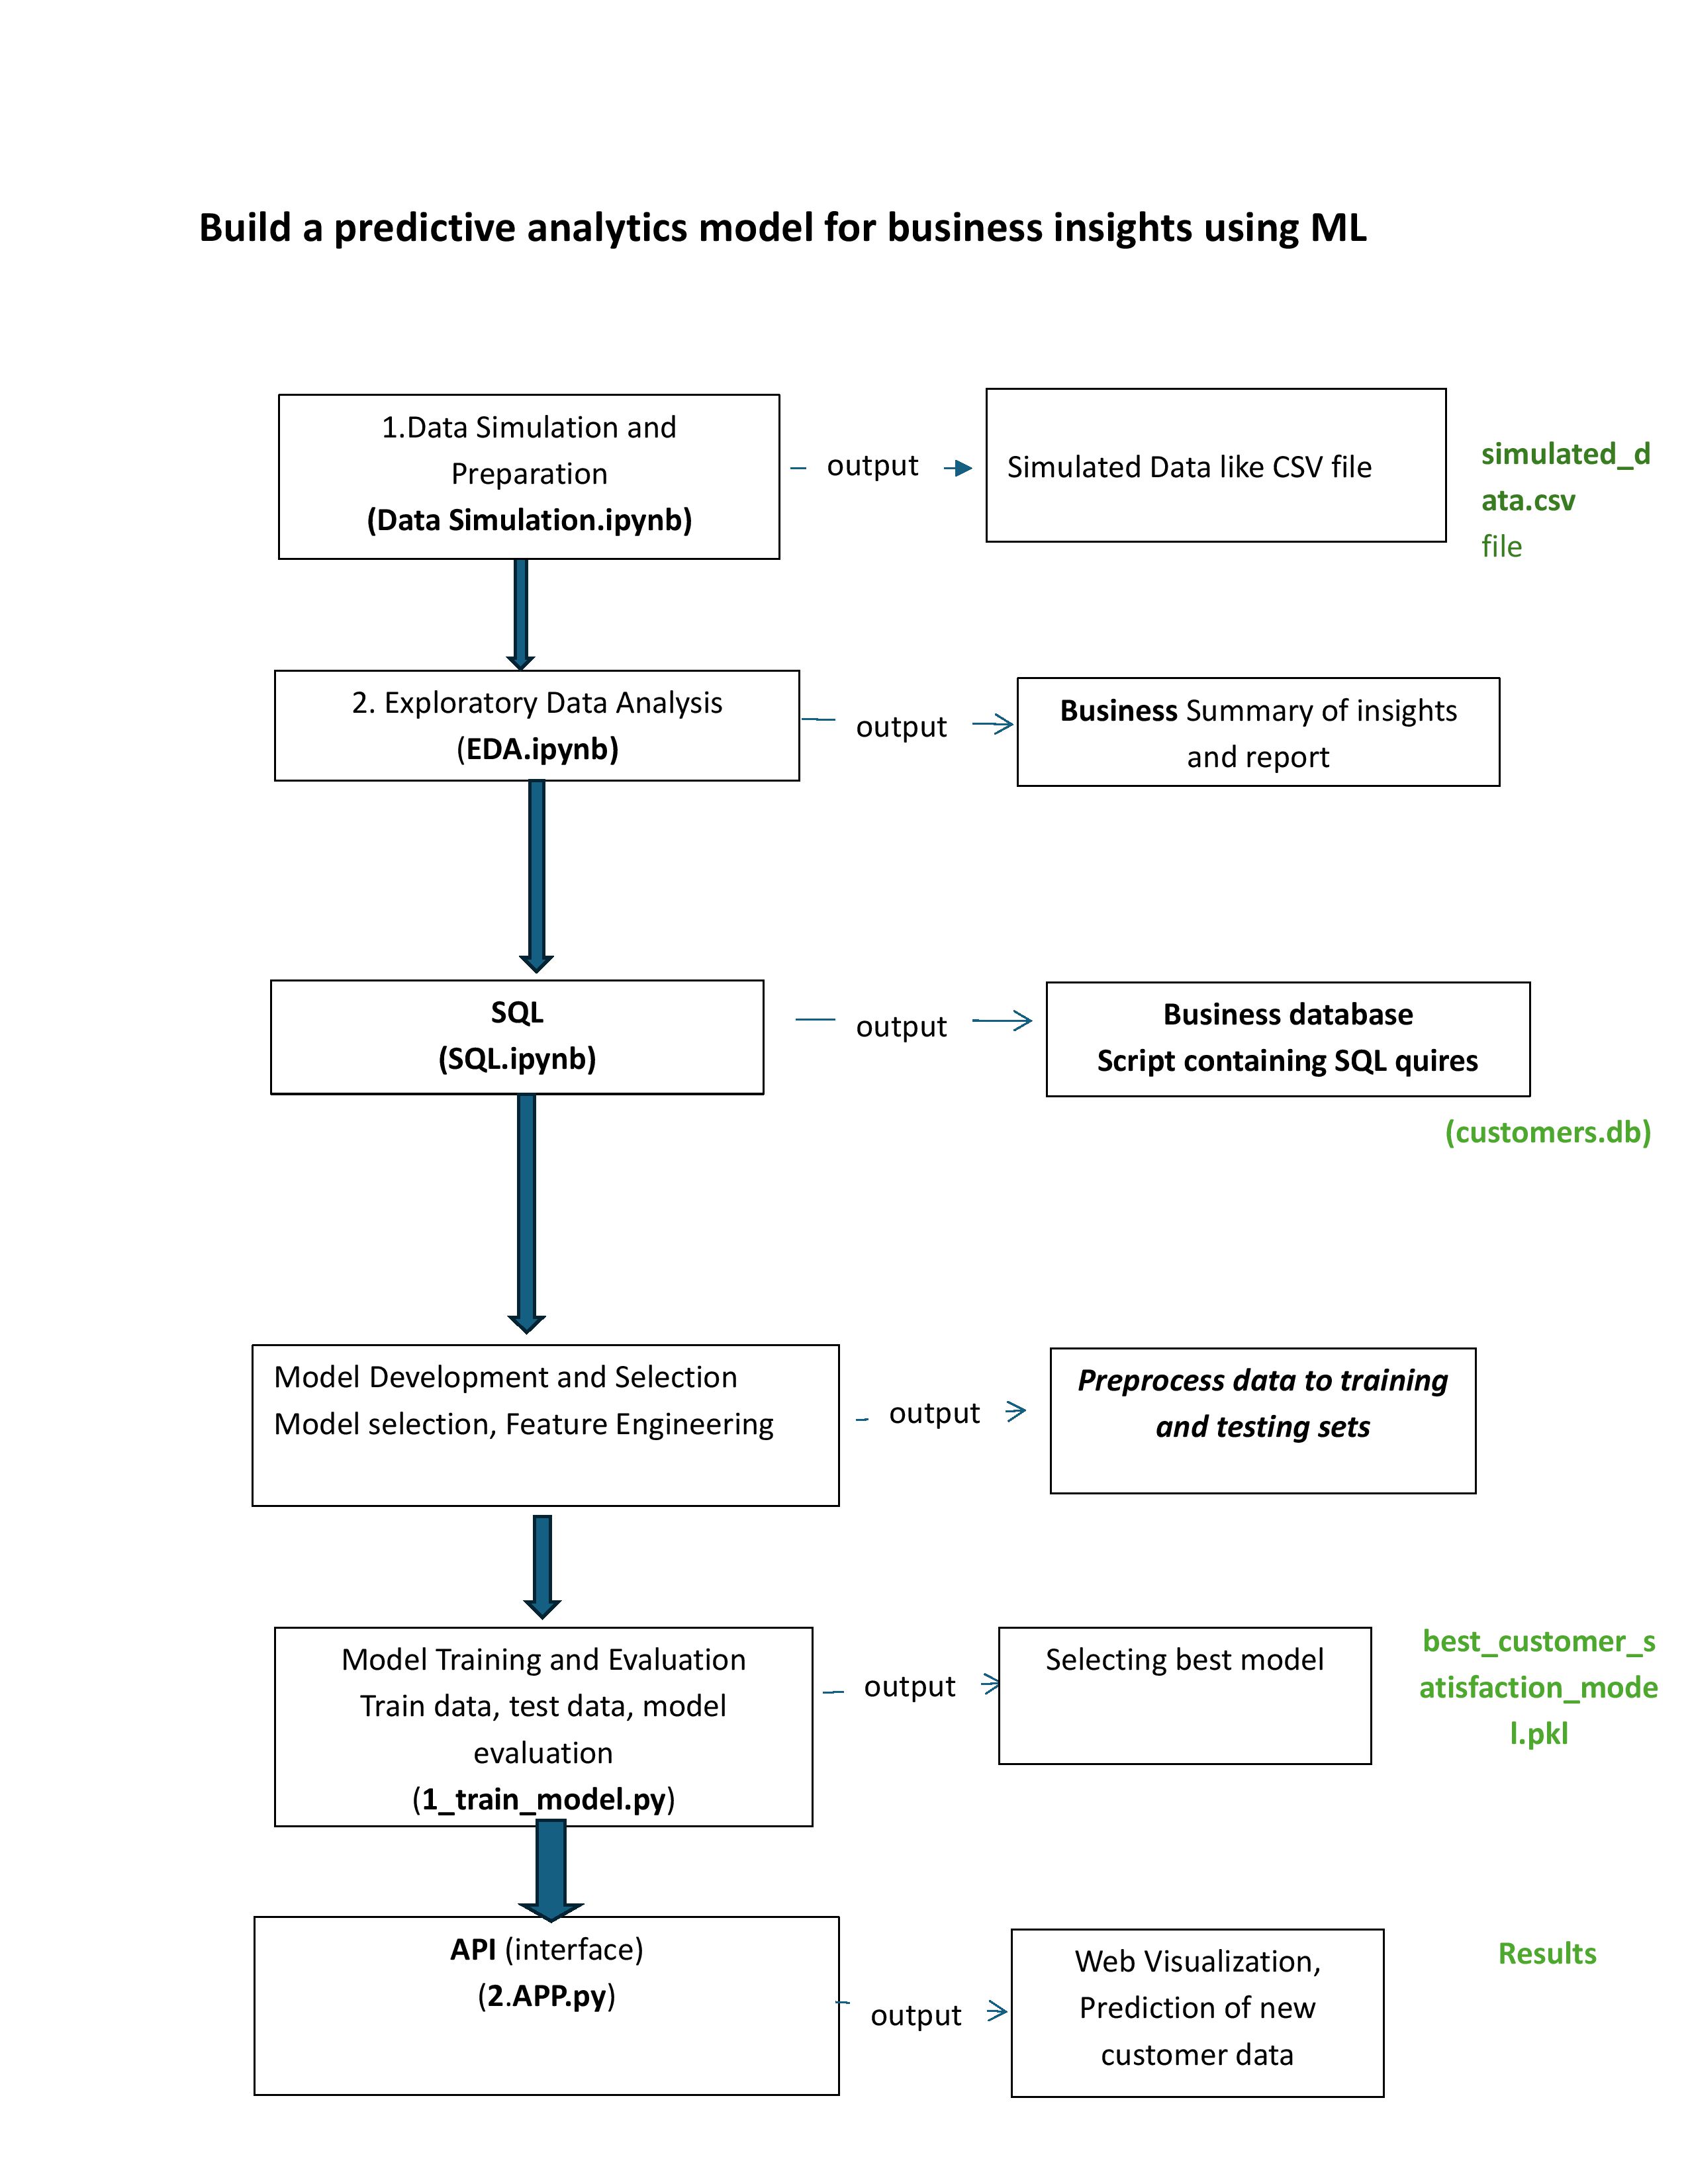 Build a predictive analytics model for business insights using ML
1.Data Simulation and
Preparation
(Data Simulation.ipynb)
output
Simulated Data like CSV file
simulated_d
ata.csv
file
2. Exploratory Data Analysis
(EDA.ipynb)
output
Business Summary of insights
and report
SQL
(SQL.ipynb)
output
Business database
Script containing SQL quires
(customers.db)
Model Development and Selection
Model selection, Feature Engineering
output
Preprocess data to training
and testing sets
Model Training and Evaluation
Train data, test data, model
evaluation
(1_train_model.py)
output
Selecting best model
best_customer_s
atisfaction_mode
l.pkl
API (interface)
(2.APP.py)
output
Web Visualization,
Prediction of new
customer data
Results